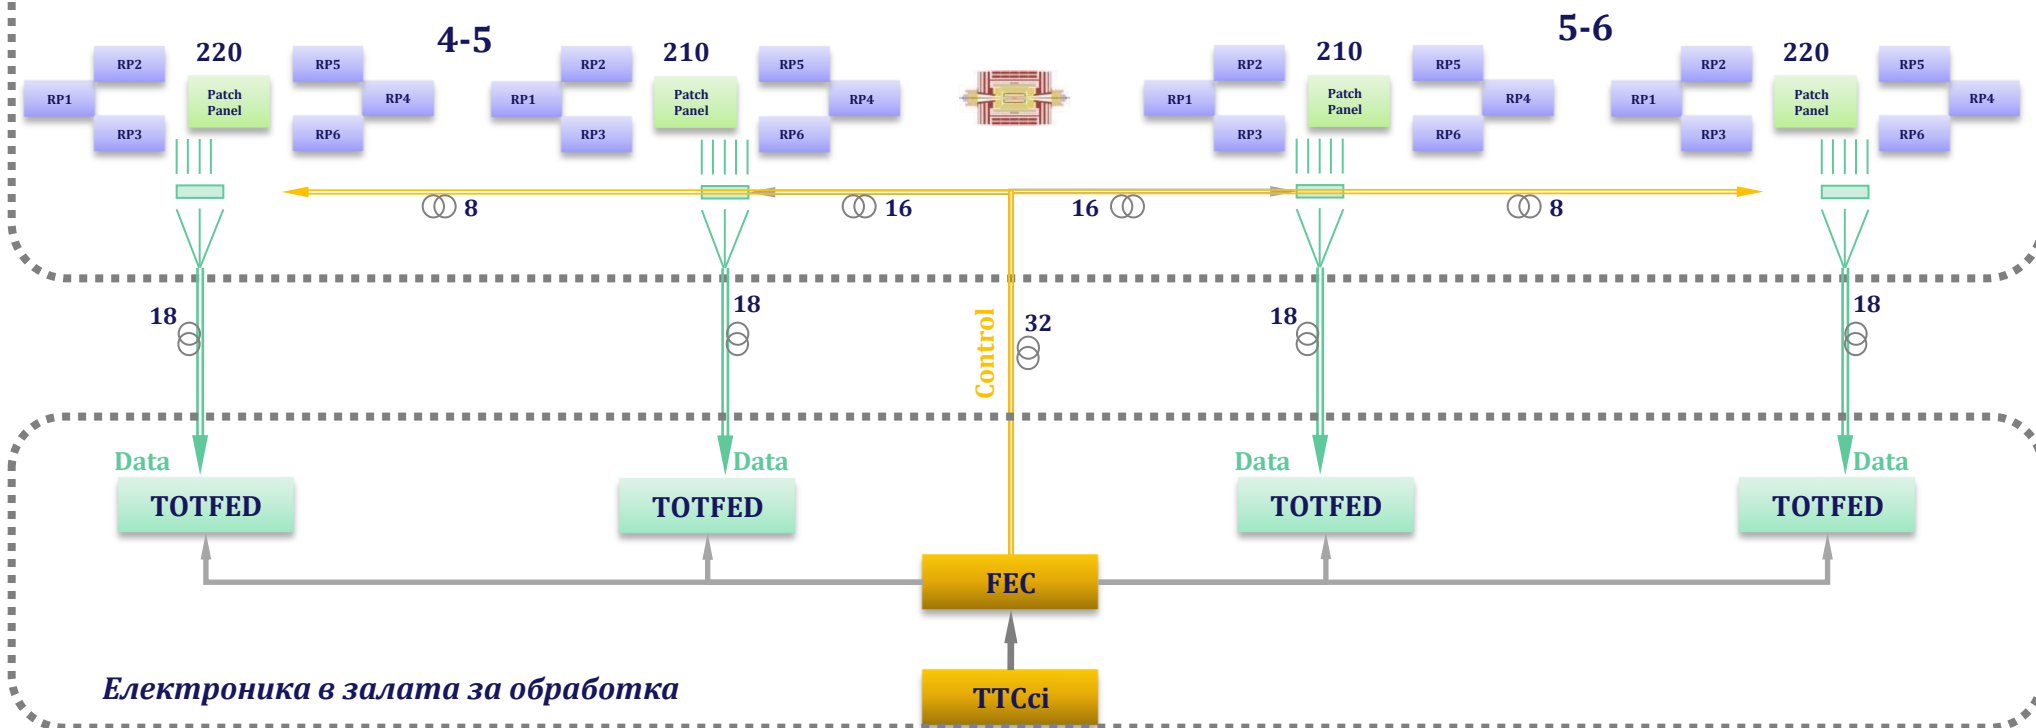 4-5
5-6
220
210
210
220
RP2
RP5
RP2
RP5
RP2
RP5
RP2
RP5
RP1
Patch
Panel
RP4
RP1
Patch
Panel
RP4
RP1
Patch
Panel
RP4
RP1
Patch
Panel
RP4
RP3
RP6
RP3
RP6
RP3
RP6
RP3
RP6
8
16
16
8
18
18
32
18
18
Control
Data
Data
Data
Data
TOTFED
TOTFED
TOTFED
TOTFED
FEC
Електроника в залата за обработка
TTCci